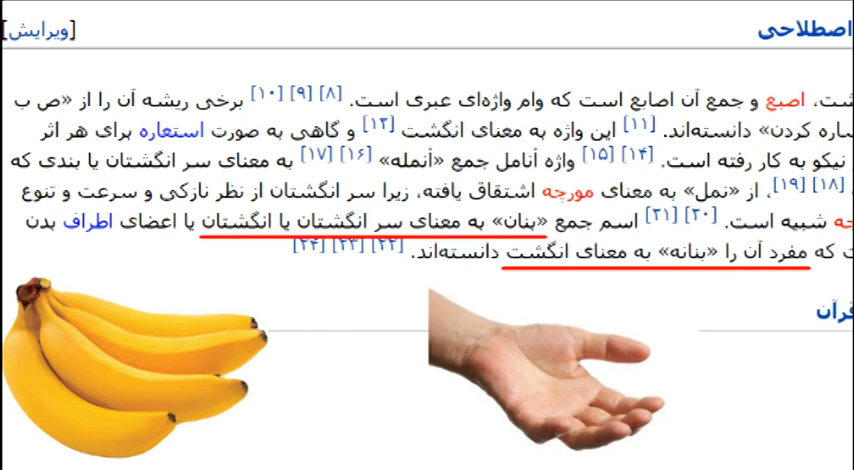 اصطلاحی [ویرایش]
اصبع و جمع آن اصابع است که وام واژه‌ای عبری است. [۸] [۹] [۱۰] برخی ریشه آن را از «ص ب
کردن» دانسته‌اند. [۱۱] این واژه به معنای انگشت [۱۲] و گاهی به صورت استعاره برای هر اثر
نیکو به کار رفته است. [۱۴] [۱۵] واژه أنامل جمع «أنمله» [۱۶] [۱۷] به معنای سر انگشتان یا بندی که
[۱۸] [۱۹]، از «نمل» به معنای مورچه اشتقاق یافته، زیرا سر انگشتان از نظر نازکی و سرعت و تنوع
شبیه است. [۲۰] [۲۱] اسم جمع «بنان» به معنای سر انگشتان یا انگشتان یا اعضای اطراف بدن
که مفرد آن را «بنانه» به معنای انگشت دانسته‌اند. [۲۲] [۲۳] [۲۴]
قرآن